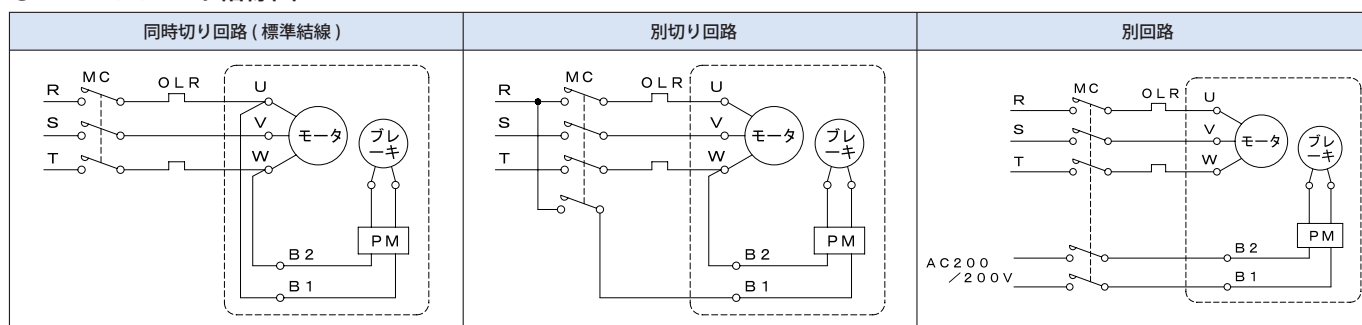 同時切り回路 ( 標準結線 )
別切り回路
別回路
R
MC
OLR
U
S
V
T
W
モータ
ブレ
ーキ
PM
B2
B1
R
MC
OLR
U
S
V
T
W
モータ
ブレ
ーキ
PM
B2
B1
R
MC
OLR
U
S
V
T
W
モータ
ブレ
ーキ
PM
AC200
／200V
B2
B1